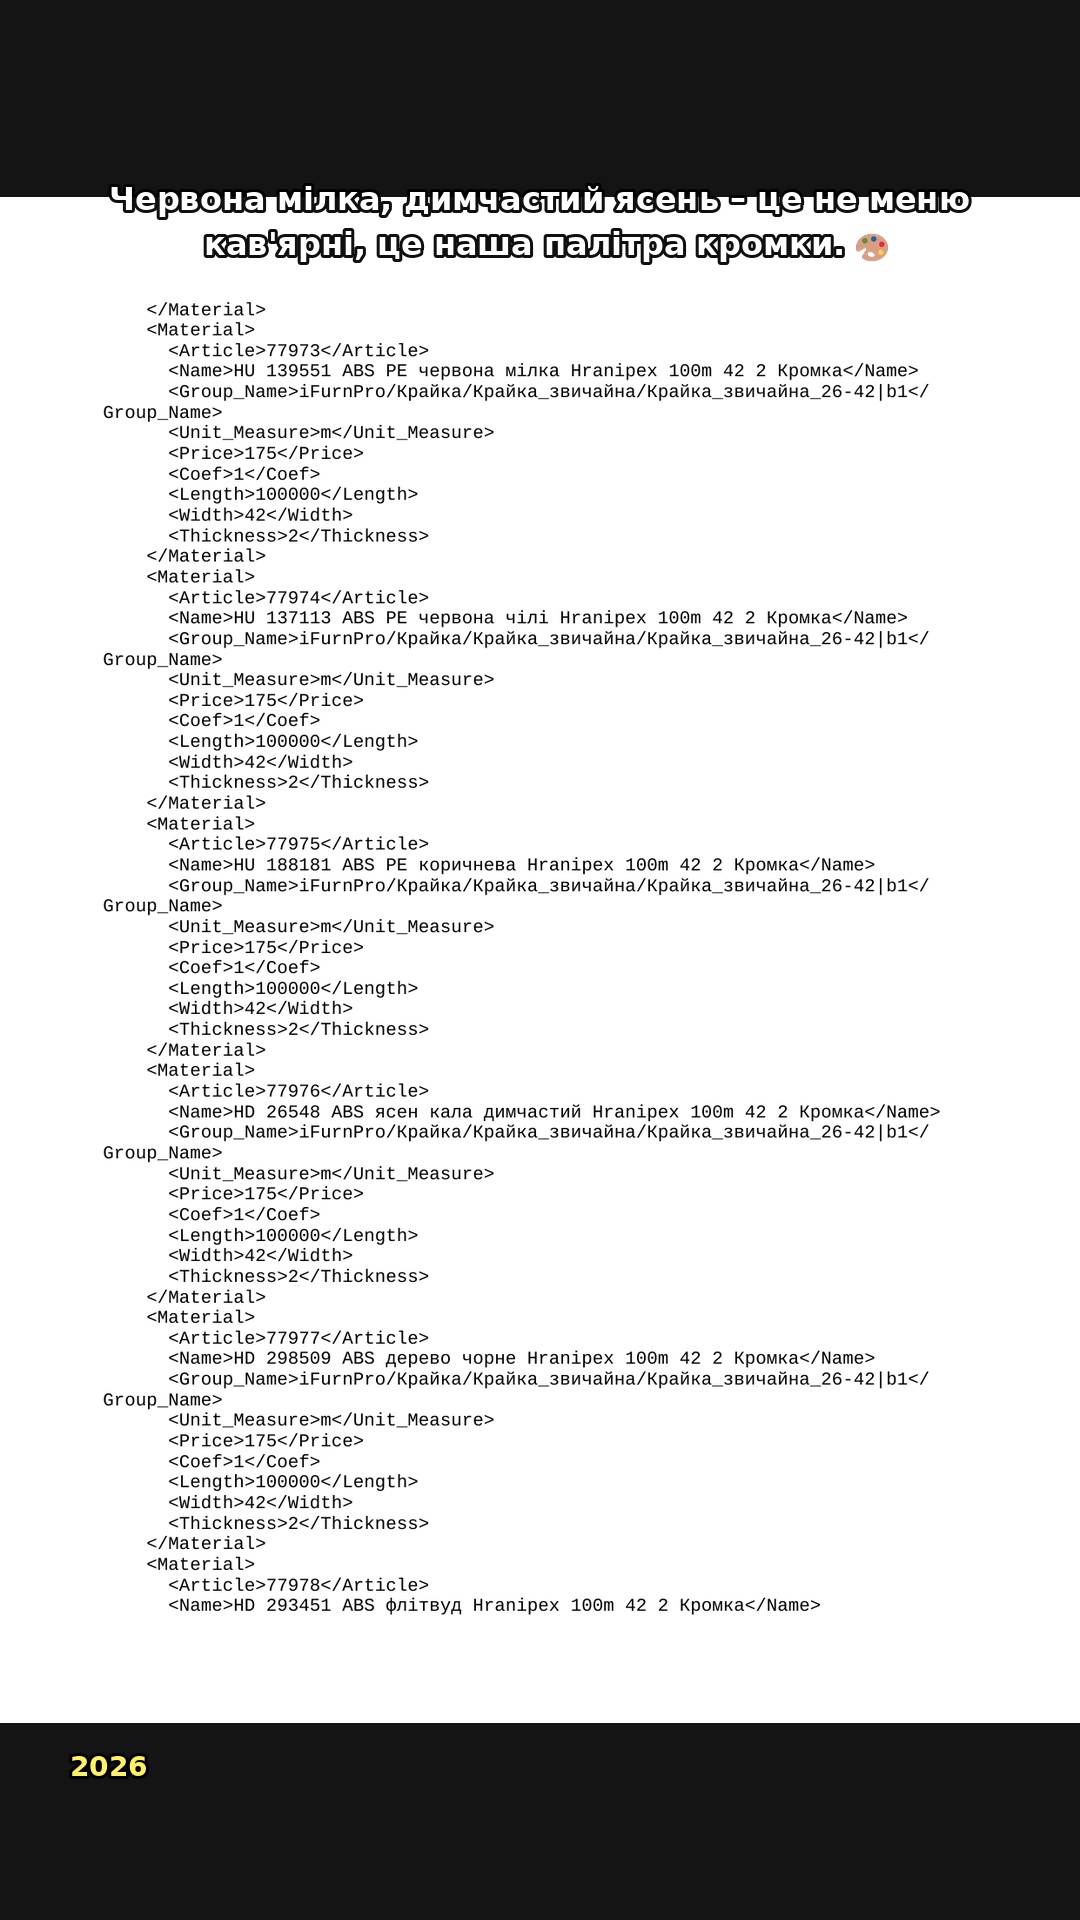 Червона мілка, димчастий ясень – це не меню
кав'ярні, це наша палітра кромки. 🎨
</Material>
<Material>
<Article>77973</Article>
<Name>HU 139551 ABS PE червона мілка Hranipex 100m 42 2 Кромка</Name>
<Group_Name>iFurnPro/Крайка/Крайка_звичайна/Крайка_звичайна_26-42|b1</
Group_Name>
<Unit_Measure>m</Unit_Measure>
<Price>175</Price>
<Coef>1</Coef>
<Length>100000</Length>
<Width>42</Width>
<Thickness>2</Thickness>
</Material>
<Material>
<Article>77974</Article>
<Name>HU 137113 ABS PE червона чілі Hranipex 100m 42 2 Кромка</Name>
<Group_Name>iFurnPro/Крайка/Крайка_звичайна/Крайка_звичайна_26-42|b1</
Group_Name>
<Unit_Measure>m</Unit_Measure>
<Price>175</Price>
<Coef>1</Coef>
<Length>100000</Length>
<Width>42</Width>
<Thickness>2</Thickness>
</Material>
<Material>
<Article>77975</Article>
<Name>HU 188181 ABS PE коричнева Hranipex 100m 42 2 Кромка</Name>
<Group_Name>iFurnPro/Крайка/Крайка_звичайна/Крайка_звичайна_26-42|b1</
Group_Name>
<Unit_Measure>m</Unit_Measure>
<Price>175</Price>
<Coef>1</Coef>
<Length>100000</Length>
<Width>42</Width>
<Thickness>2</Thickness>
</Material>
<Material>
<Article>77976</Article>
<Name>HD 26548 ABS ясен кала димчастий Hranipex 100m 42 2 Кромка</Name>
<Group_Name>iFurnPro/Крайка/Крайка_звичайна/Крайка_звичайна_26-42|b1</
Group_Name>
<Unit_Measure>m</Unit_Measure>
<Price>175</Price>
<Coef>1</Coef>
<Length>100000</Length>
<Width>42</Width>
<Thickness>2</Thickness>
</Material>
<Material>
<Article>77977</Article>
<Name>HD 298509 ABS дерево чорне Hranipex 100m 42 2 Кромка</Name>
<Group_Name>iFurnPro/Крайка/Крайка_звичайна/Крайка_звичайна_26-42|b1</
Group_Name>
<Unit_Measure>m</Unit_Measure>
<Price>175</Price>
<Coef>1</Coef>
<Length>100000</Length>
<Width>42</Width>
<Thickness>2</Thickness>
</Material>
<Material>
<Article>77978</Article>
<Name>HD 293451 ABS флітвуд Hranipex 100m 42 2 Кромка</Name>
2026